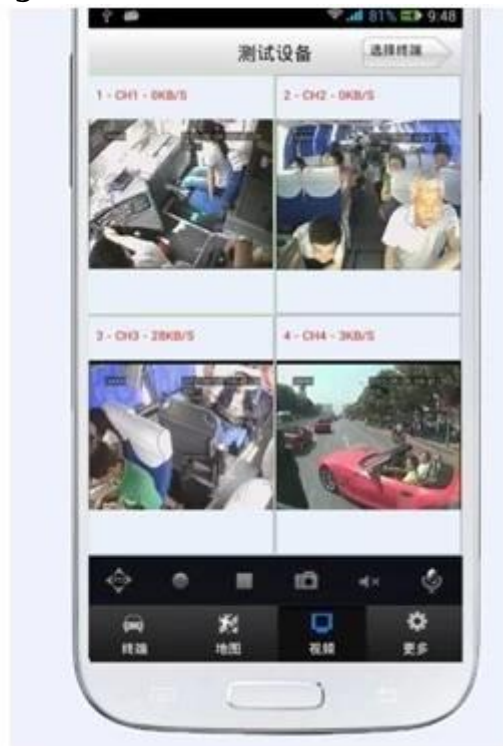 81% 9:48
测试设备 选择终端
1 - CH1 - 0KB/S 2 - CH2 - 0KB/S
3 - CH3 - 28KB/S 4 - CH4 - 3KB/S
终端 地图 视频 更多